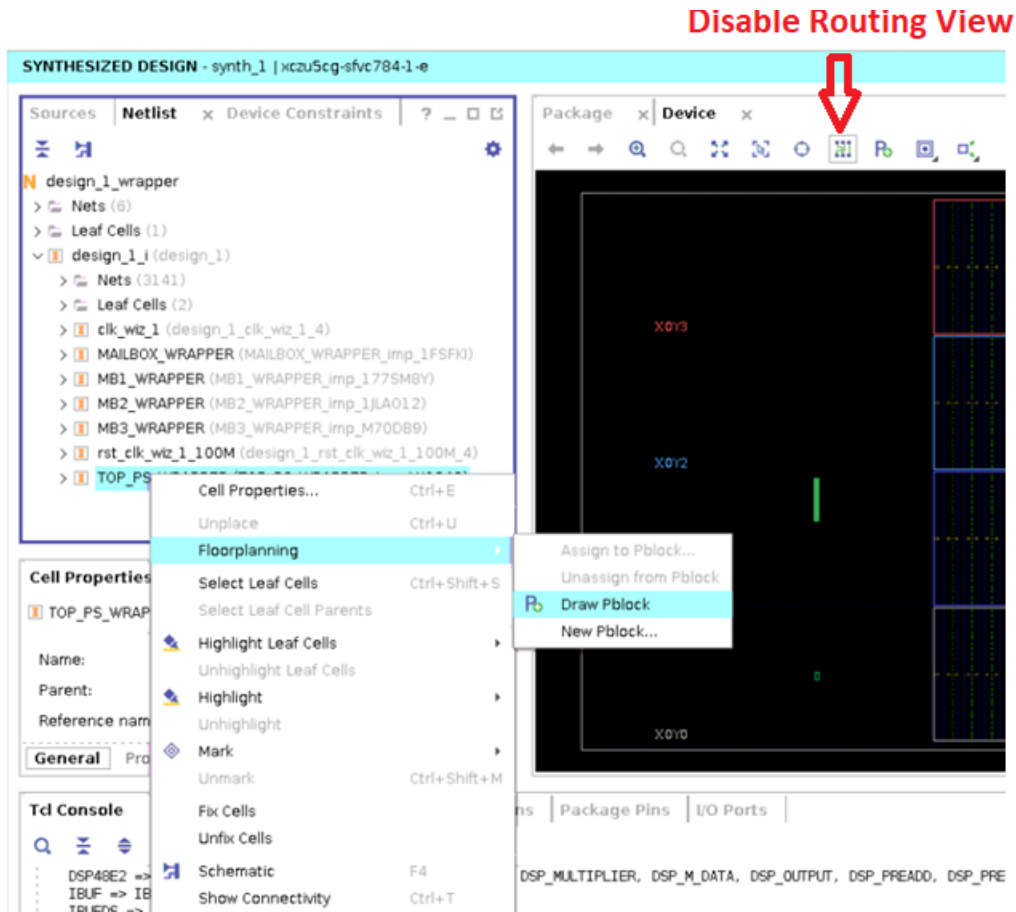 Disable Routing View
SYNTHESIZED DESIGN - synth_1 | xczu5cg-sfvc784-1-e
Sources Netlist x Device Constraints ?
Package x Device x
N design_1_wrapper
Nets (6)
Leaf Cells (1)
design_1_i (design_1)
Nets (3141)
Leaf Cells (2)
clk_wiz_1 (design_1_clk_wiz_1_4)
MAILBOX_WRAPPER (MAILBOX_WRAPPER_imp_1FSFKI)
MB1_WRAPPER (MB1_WRAPPER_imp_177SM8Y)
MB2_WRAPPER (MB2_WRAPPER_imp_1JLAO12)
MB3_WRAPPER (MB3_WRAPPER_imp_M70DB9)
rst_clk_wiz_1_100M (design_1_rst_clk_wiz_1_100M_4)
TOP_PS
X0Y3
X0Y2
X0Y0
Cell Properties... Ctrl+E
Unplace Ctrl+U
Floorplanning
Select Leaf Cells Ctrl+Shift+S
Select Leaf Cell Parents
Highlight Leaf Cells
Unhighlight Leaf Cells
Highlight
Unhighlight
Mark
Unmark Ctrl+Shift+M
Fix Cells
Unfix Cells
Schematic F4
Show Connectivity Ctrl+T
Assign to Pblock...
Unassign from Pblock
Draw Pblock
New Pblock...
Cell Properties
TOP_PS_WRAP
Name:
Parent:
Reference nam
General Pro
Tcl Console
ns Package Pins I/O Ports
DSP48E2 =>
IBUF => IB
IBUFDS =>
DSP_MULTIPLIER, DSP_M_DATA, DSP_OUTPUT, DSP_PREADD, DSP_PRE